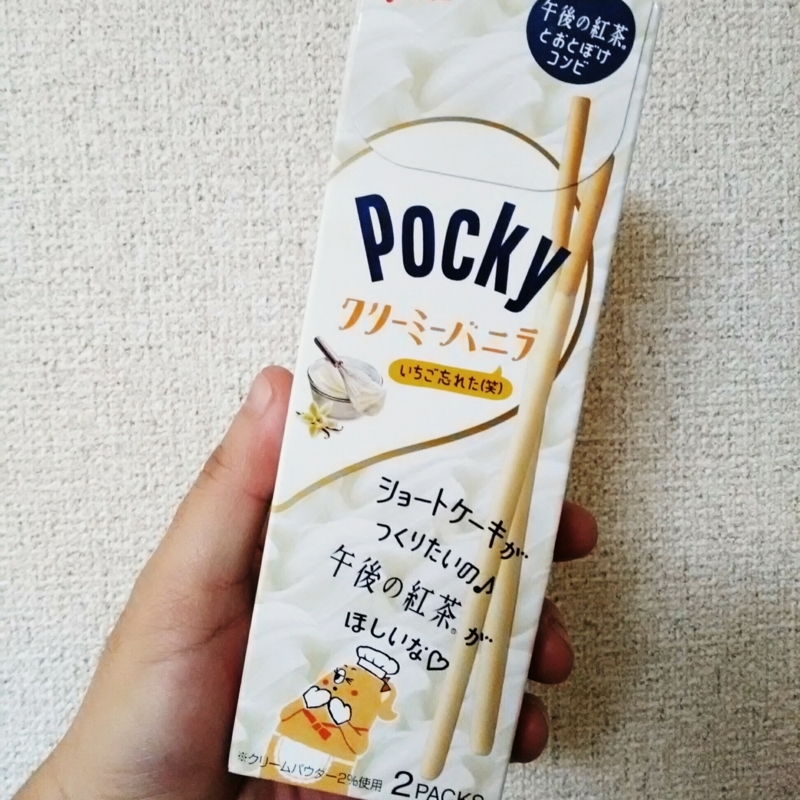 午後の紅茶®
とおとぼけ
コンビ
Pocky
クリーミーバニラ
いちご忘れた(笑)
ショートケーキが
つくりたいの♪
午後の紅茶®が
ほしいな♡
※クリームパウダー2%使用 2 PACKS